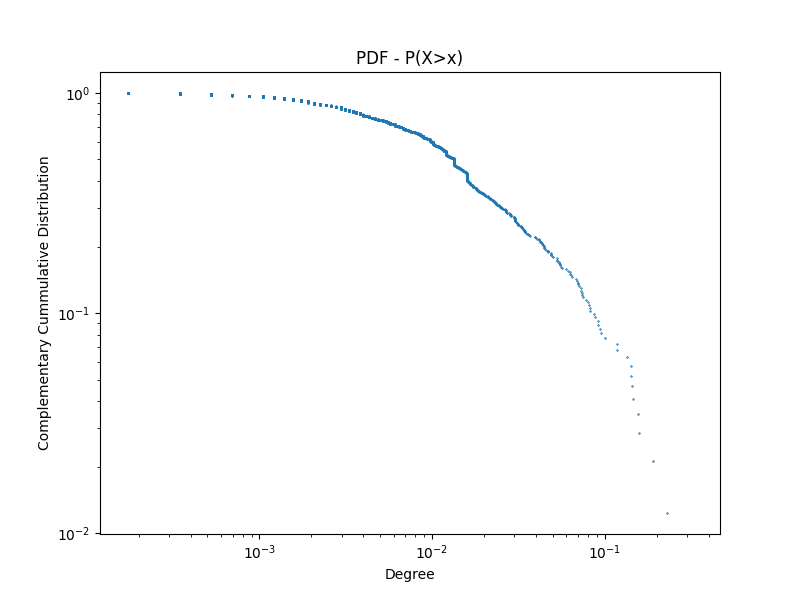 PDF - P(X>x)
Complementary Cummulative Distribution
10⁰
10⁻¹
10⁻²
10⁻³
10⁻²
10⁻¹
Degree